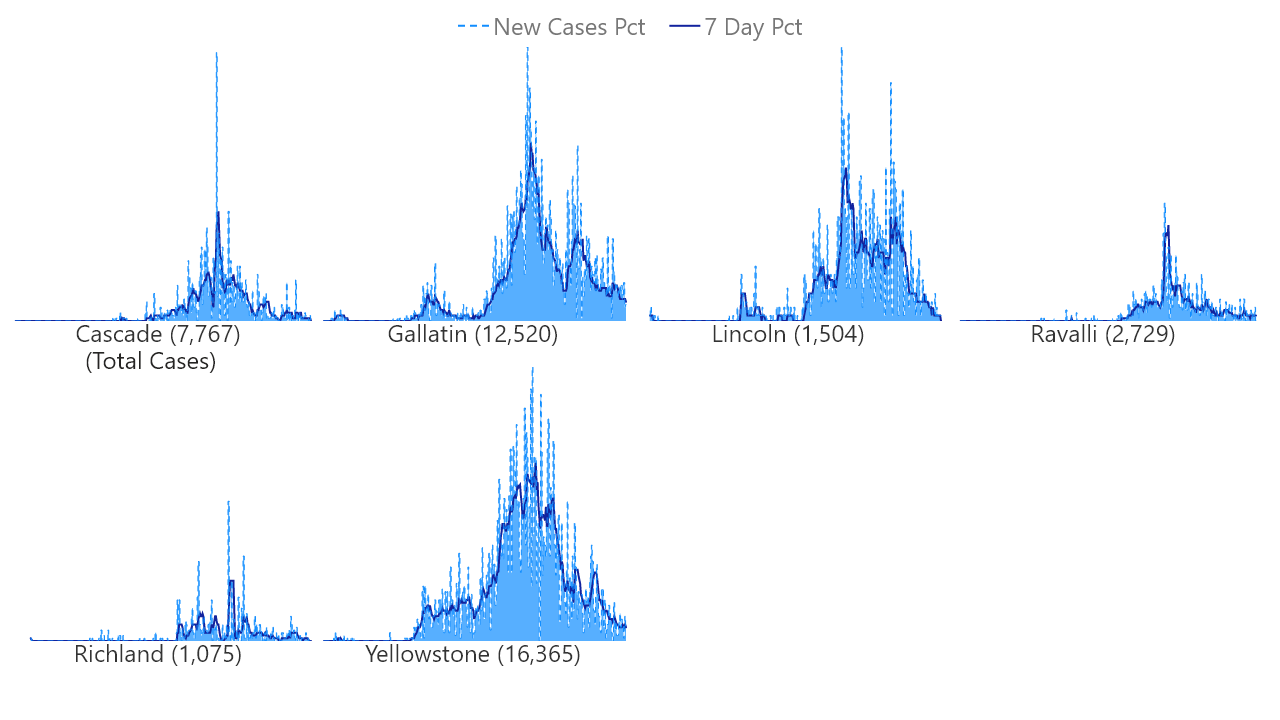 New Cases Pct 7 Day Pct
Cascade (7,767)
(Total Cases)
Gallatin (12,520)
Lincoln (1,504)
Ravalli (2,729)
Richland (1,075)
Yellowstone (16,365)